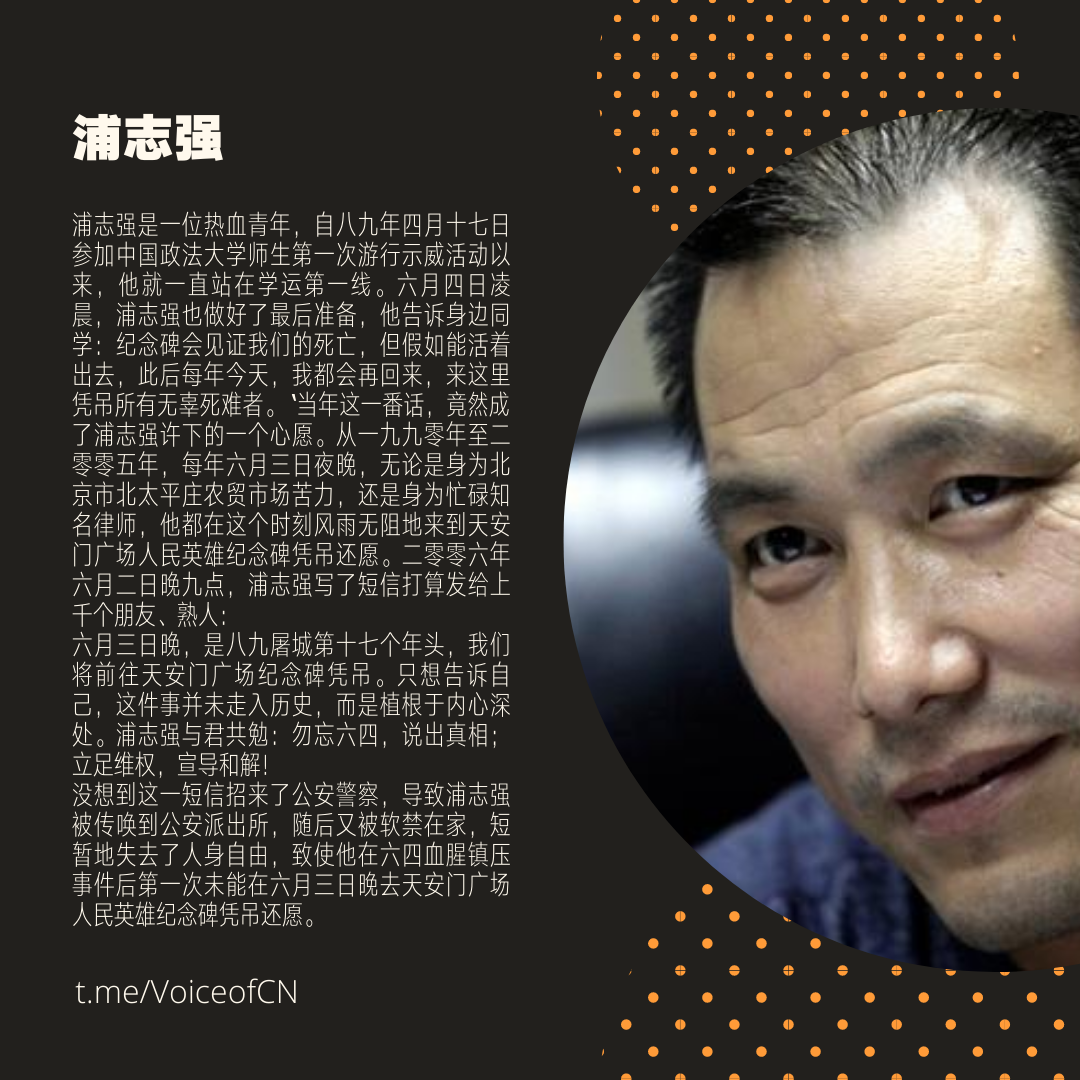 浦志强
浦志强是一位热血青年，自八九年四月十七日
参加中国政法大学师生第一次游行示威活动以
来，他就一直站在学运第一线。六月四日凌
晨，浦志强也做好了最后准备，他告诉身边同
学：纪念碑会见证我们的死亡，但假如能活着
出去，此后每年今天，我都会再回来，来这里
凭吊所有无辜死难者。‘当年这一番话，竟然成
了浦志强许下的一个心愿。从一九九零年至二
零零五年，每年六月三日夜晚，无论是身为北
京市北太平庄农贸市场苦力，还是身为忙碌知
名律师，他都在这个时刻风雨无阻地来到天安
门广场人民英雄纪念碑凭吊还愿。二零零六年
六月二日晚九点，浦志强写了短信打算发给上
千个朋友、熟人：
六月三日晚，是八九屠城第十七个年头，我们
将前往天安门广场纪念碑凭吊。只想告诉自
己，这件事并未走入历史，而是植根于内心深
处。浦志强与君共勉：勿忘六四，说出真相；
立足维权，宣导和解！
没想到这一短信招来了公安警察，导致浦志强
被传唤到公安派出所，随后又被软禁在家，短
暂地失去了人身自由，致使他在六四血腥镇压
事件后第一次未能在六月三日晚去天安门广场
人民英雄纪念碑凭吊还愿。
t.me/VoiceofCN